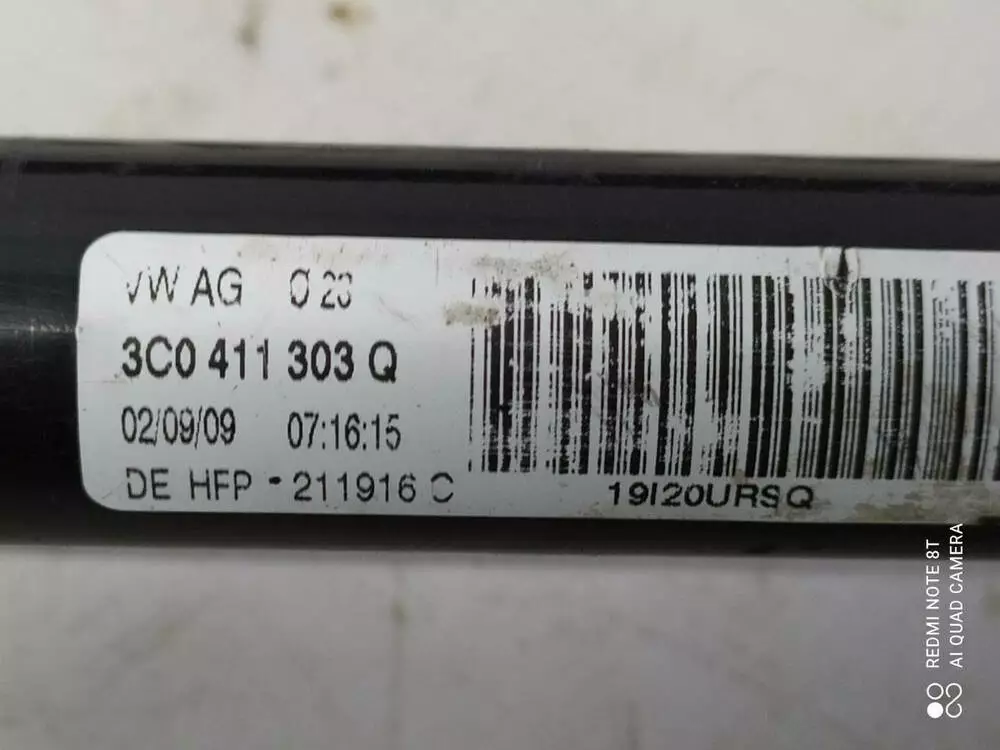 VW AG Ø 23
3C0 411 303 Q
02/09/09 07:16:15
DE HFP - 211916 C
19I20URSQ
REDMI NOTE 8T
AI QUAD CAMERA